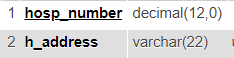 1 hosp_number decimal(12,0)
2 h_address varchar(22)